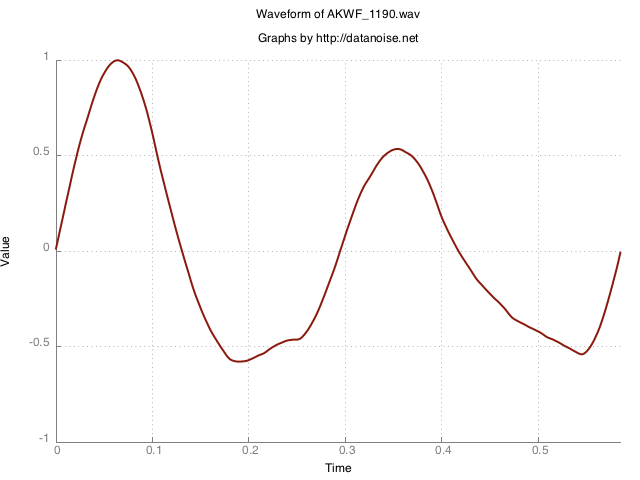 Waveform of AKWF_1190.wav
Graphs by http://datanoise.net
1
0.5
0
-0.5
-1
Value
0 0.1 0.2 0.3 0.4 0.5
Time